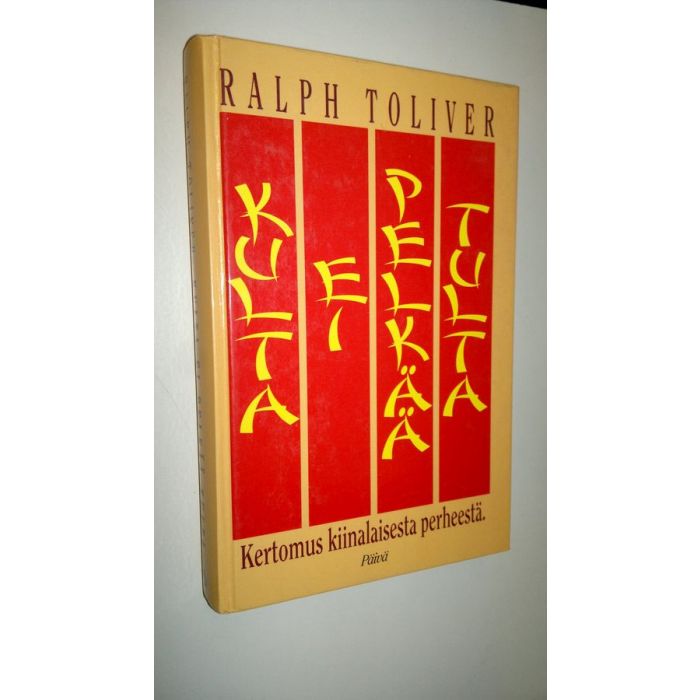 RALPH TOLIVER
KULTA
EI
PELKÄÄ
TULTA
Kertomus kiinalaisesta perheestä.
Päivä